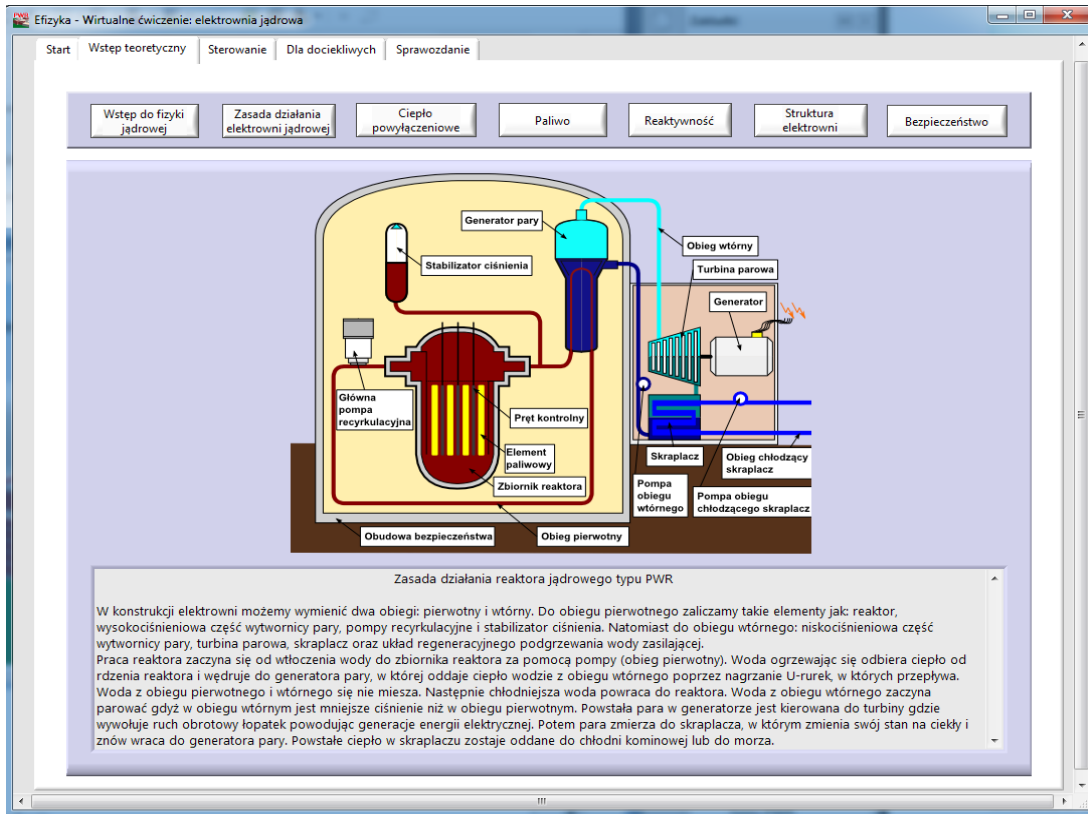 Efizyka - Wirtualne ćwiczenie: elektrownia jądrowa
Start Wstęp teoretyczny Sterowanie Dla dociekliwych Sprawozdanie
Wstęp do fizyki
jądrowej
Zasada działania
elektrowni jądrowej
Ciepło
powyłączeniowe
Paliwo
Reaktywność
Struktura
elektrowni
Bezpieczeństwo
Generator pary
Stabilizator ciśnienia
Obieg wtórny
Turbina parowa
Generator
Główna
pompa
recyrkulacyjna
Pręt kontrolny
Element
paliwowy
Zbiornik reaktora
Skraplacz
Obieg chłodzący
skraplacz
Pompa
obiegu
wtórnego
Pompa obiegu
chłodzącego skraplacz
Obudowa bezpieczeństwa
Obieg pierwotny
Zasada działania reaktora jądrowego typu PWR
W konstrukcji elektrowni możemy wymienić dwa obiegi: pierwotny i wtórny. Do obiegu pierwotnego zaliczamy takie elementy jak: reaktor,
wysokociśnieniowa część wytwornicy pary, pompy recyrkulacyjne i stabilizator ciśnienia. Natomiast do obiegu wtórnego: niskociśnieniowa część
wytwornicy pary, turbina parowa, skraplacz oraz układ regeneracyjnego podgrzewania wody zasilającej.
Praca reaktora zaczyna się od wtłoczenia wody do zbiornika reaktora za pomocą pompy (obieg pierwotny). Woda ogrzewając się odbiera ciepło od
rdzenia reaktora i wędruje do generatora pary, w której oddaje ciepło wodzie z obiegu wtórnego poprzez nagrzanie U-rurek, w których przepływa.
Woda z obiegu pierwotnego i wtórnego się nie miesza. Następnie chłodniejsza woda powraca do reaktora. Woda z obiegu wtórnego zaczyna
parować gdyż w obiegu wtórnym jest mniejsze ciśnienie niż w obiegu pierwotnym. Powstała para w generatorze jest kierowana do turbiny gdzie
wywołuje ruch obrotowy łopatek powodując generacje energii elektrycznej. Potem para zmierza do skraplacza, w którym zmienia swój stan na ciekły i
znów wraca do generatora pary. Powstałe ciepło w skraplaczu zostaje oddane do chłodni kominowej lub do morza.